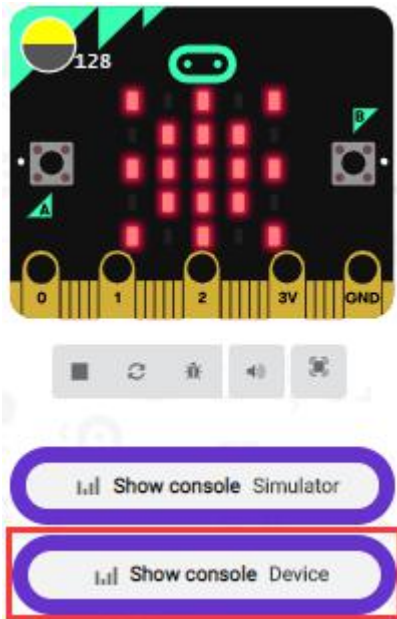 128
B
A
0 1 2 3V GND
Show console Simulator
Show console Device